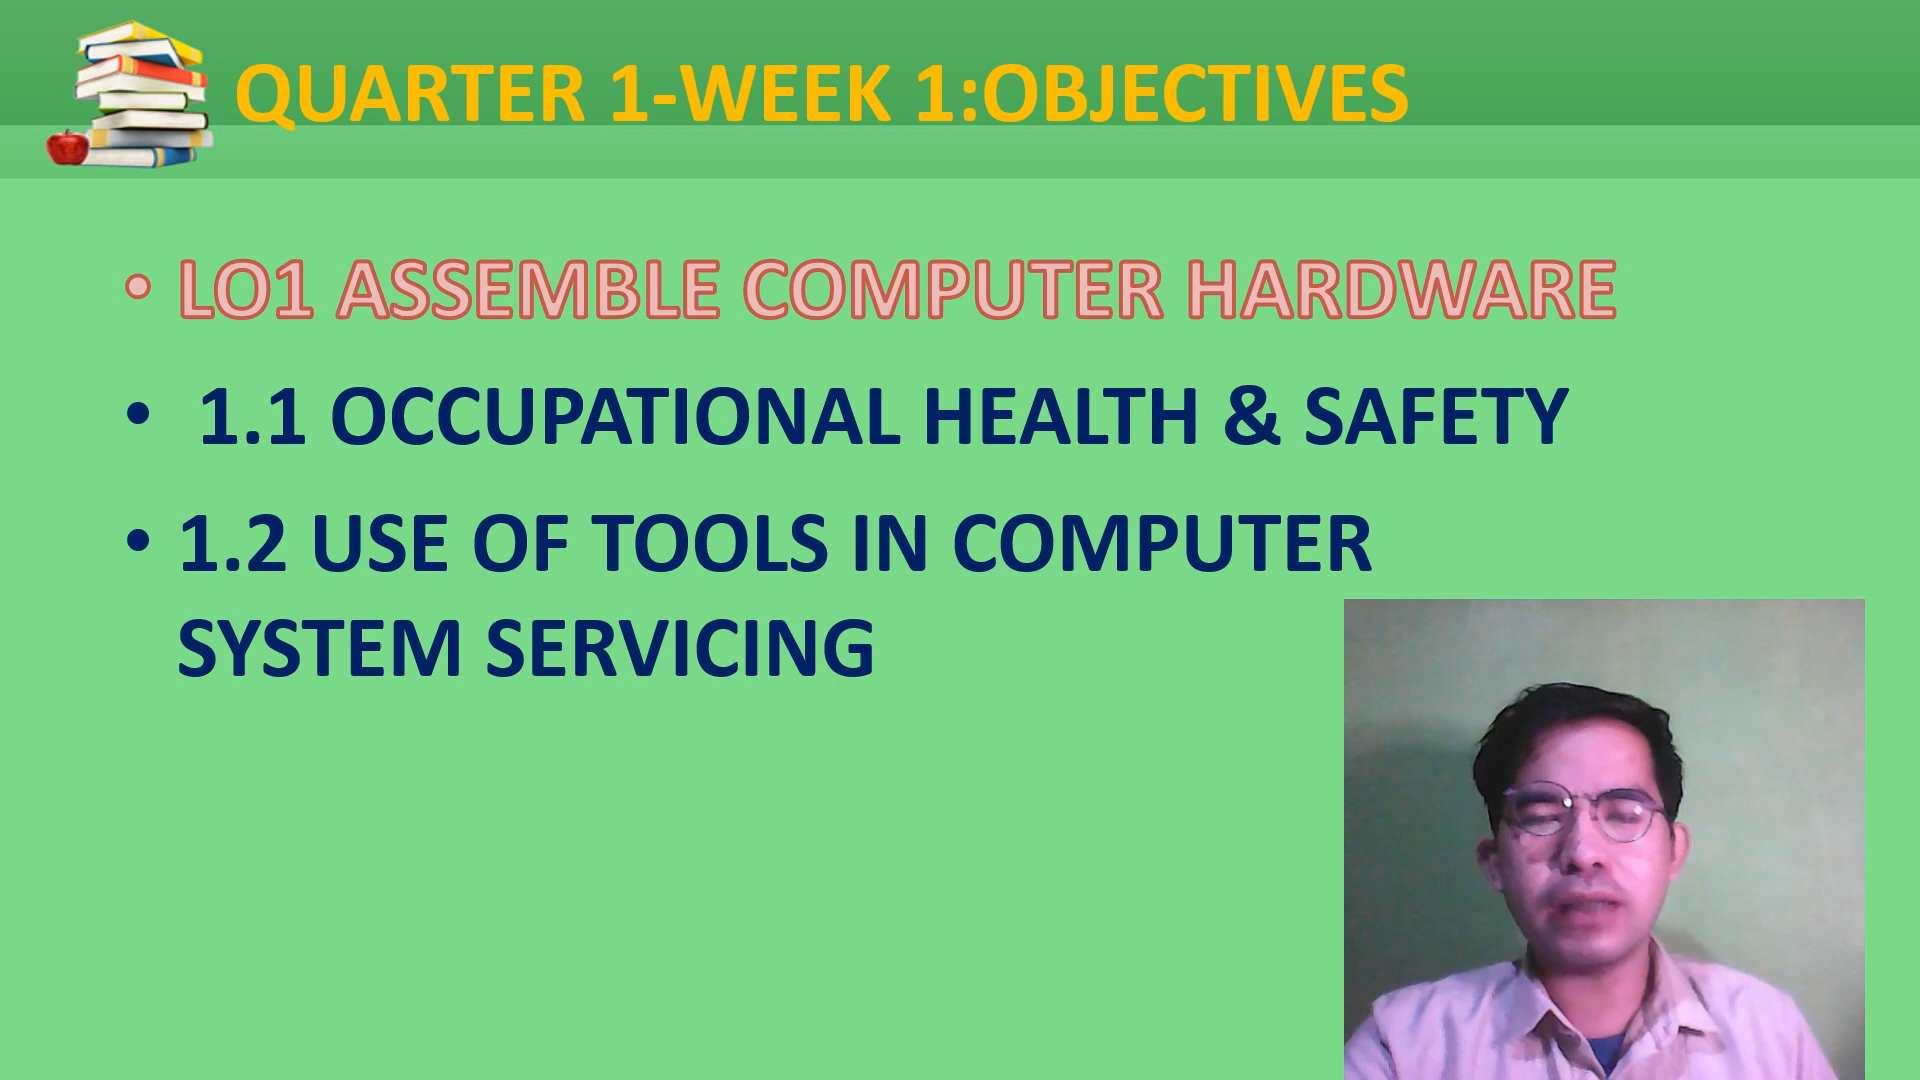 QUARTER 1-WEEK 1:OBJECTIVES
• LO1 ASSEMBLE COMPUTER HARDWARE
• 1.1 OCCUPATIONAL HEALTH & SAFETY
• 1.2 USE OF TOOLS IN COMPUTER
SYSTEM SERVICING